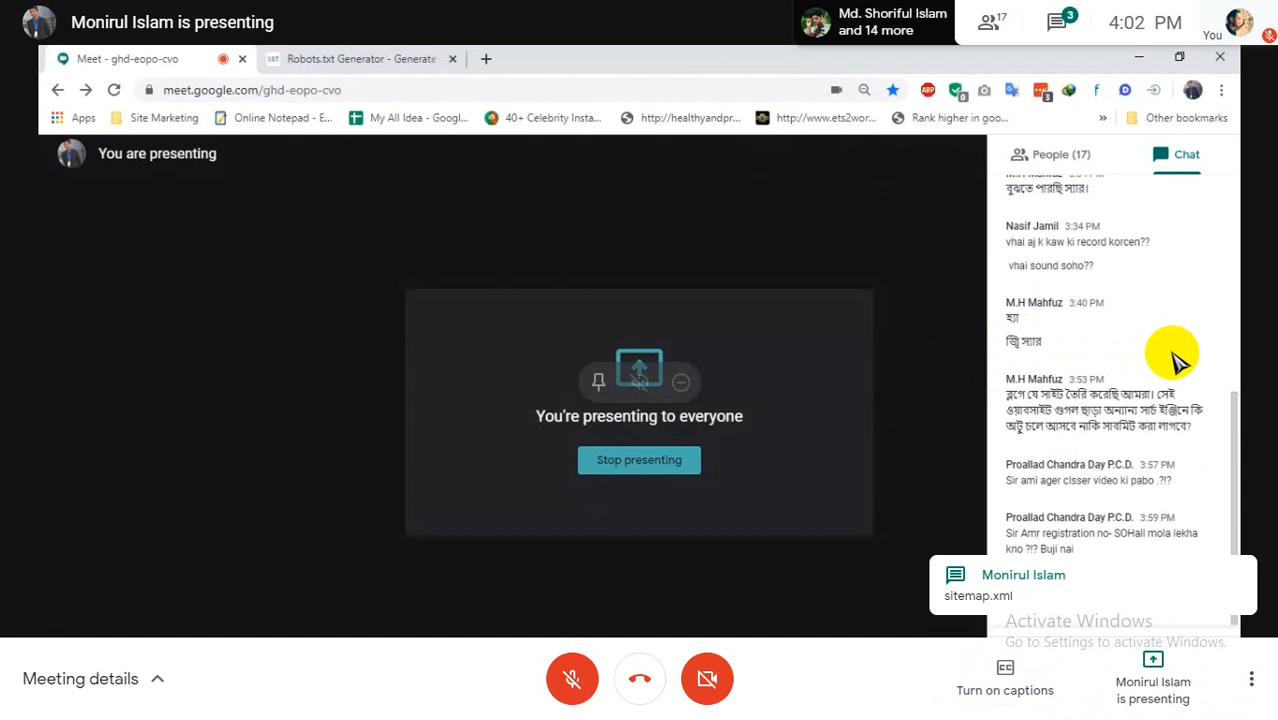 Monirul Islam is presenting
Md. Shoriful Islam
and 14 more
17
3
4:02 PM
You
Meet - ghd-eopo-cvo
SST
Robots.txt Generator - Generate
meet.google.com/ghd-eopo-cvo
ABP
0
3
Apps
Site Marketing
Online Notepad - E...
My All Idea - Googl...
40+ Celebrity Insta...
http://healthyandpr...
http://www.ets2wor...
Rank higher in goo...
»
Other bookmarks
You are presenting
People (17)
Chat
বুঝতে পারছি স্যার।
Nasif Jamil 3:34 PM
vhai aj k kaw ki record korcen??
vhai sound soho??
M.H Mahfuz 3:40 PM
হ্যা
জ্বি স্যার
M.H Mahfuz 3:53 PM
ব্লগে যে সাইট তৈরি করেছি আমরা। সেই
ওয়াবসাইট গুগল ছাড়া অন্যান্য সার্চ ইঞ্জিনে কি
অটু চলে আসবে নাকি সাবমিট করা লাগবে?
You're presenting to everyone
Stop presenting
Proallad Chandra Day P.C.D. 3:57 PM
Sir ami ager clsser video ki pabo .?!?
Proallad Chandra Day P.C.D. 3:59 PM
Sir Amr registration no- SOHall mola lekha
kno ?!? Buji nai
Monirul Islam
sitemap.xml
Activate Windows
Go to Settings to activate Windows.
Meeting details
CC
Turn on captions
Monirul Islam
is presenting